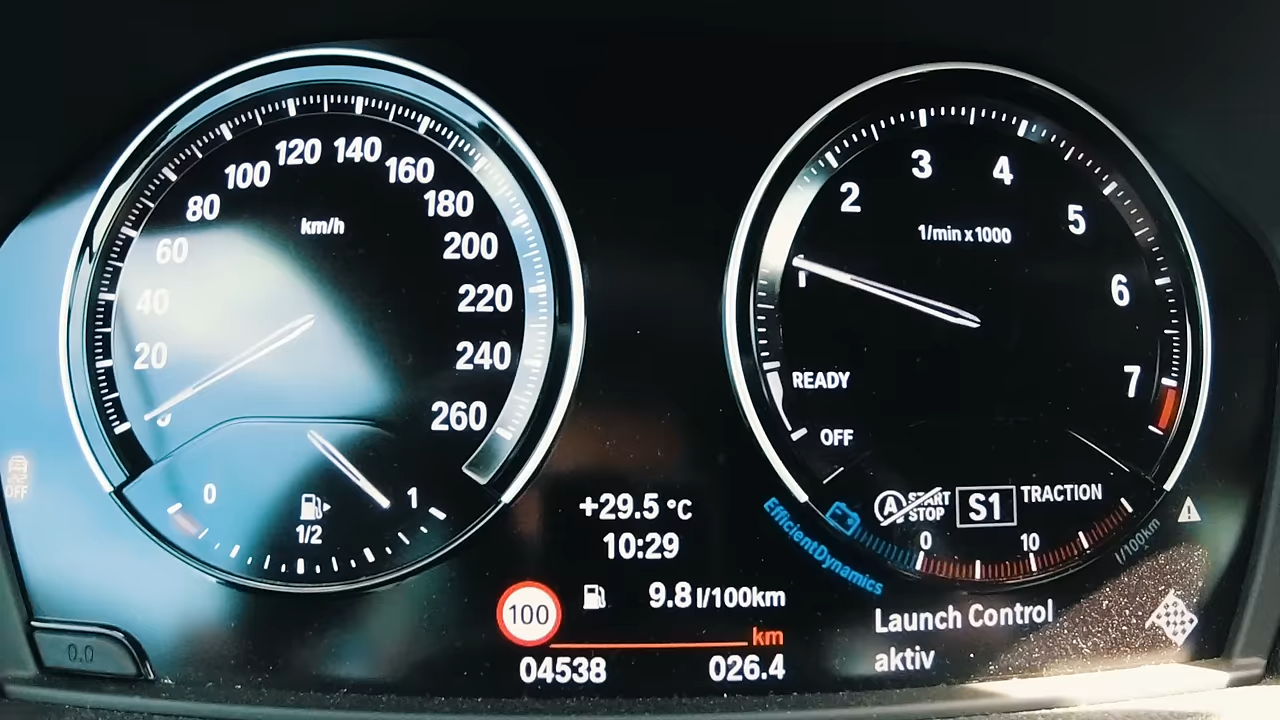 km/h
0
20
40
60
80
100
120
140
160
180
200
220
240
260
0
1/2
1
OFF
0.0
+29.5 °C
10:29
100
9.8 l/100km
km
04538
026.4
1/min x 1000
OFF
READY
1
2
3
4
5
6
7
A START STOP
S1
TRACTION
EfficientDynamics
0
10
l/100km
Launch Control
aktiv